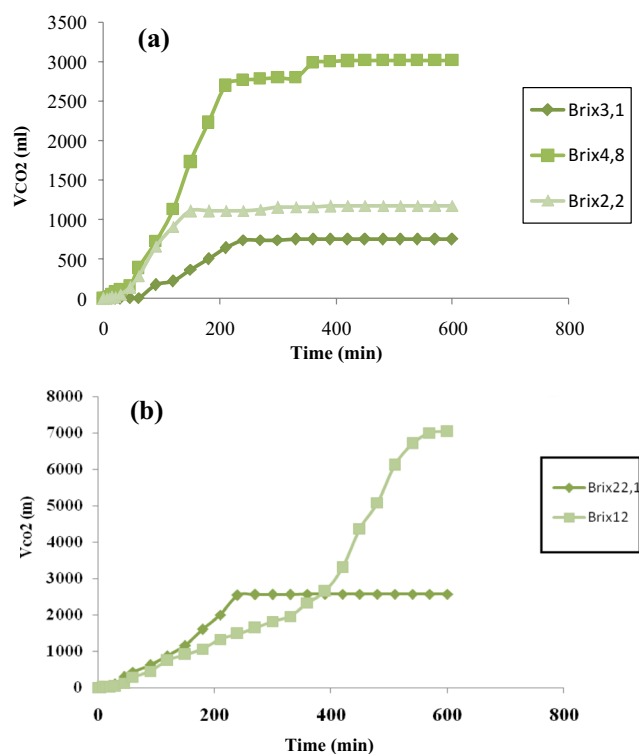 (a)
3500
3000
2500
2000
1500
1000
500
0
VCO2 (ml)
0 200 400 600 800
Time (min)
Brix3,1
Brix4,8
Brix2,2
(b)
8000
7000
6000
5000
4000
3000
2000
1000
0
Vco2 (m)
0 200 400 600 800
Time (min)
Brix22,1
Brix12